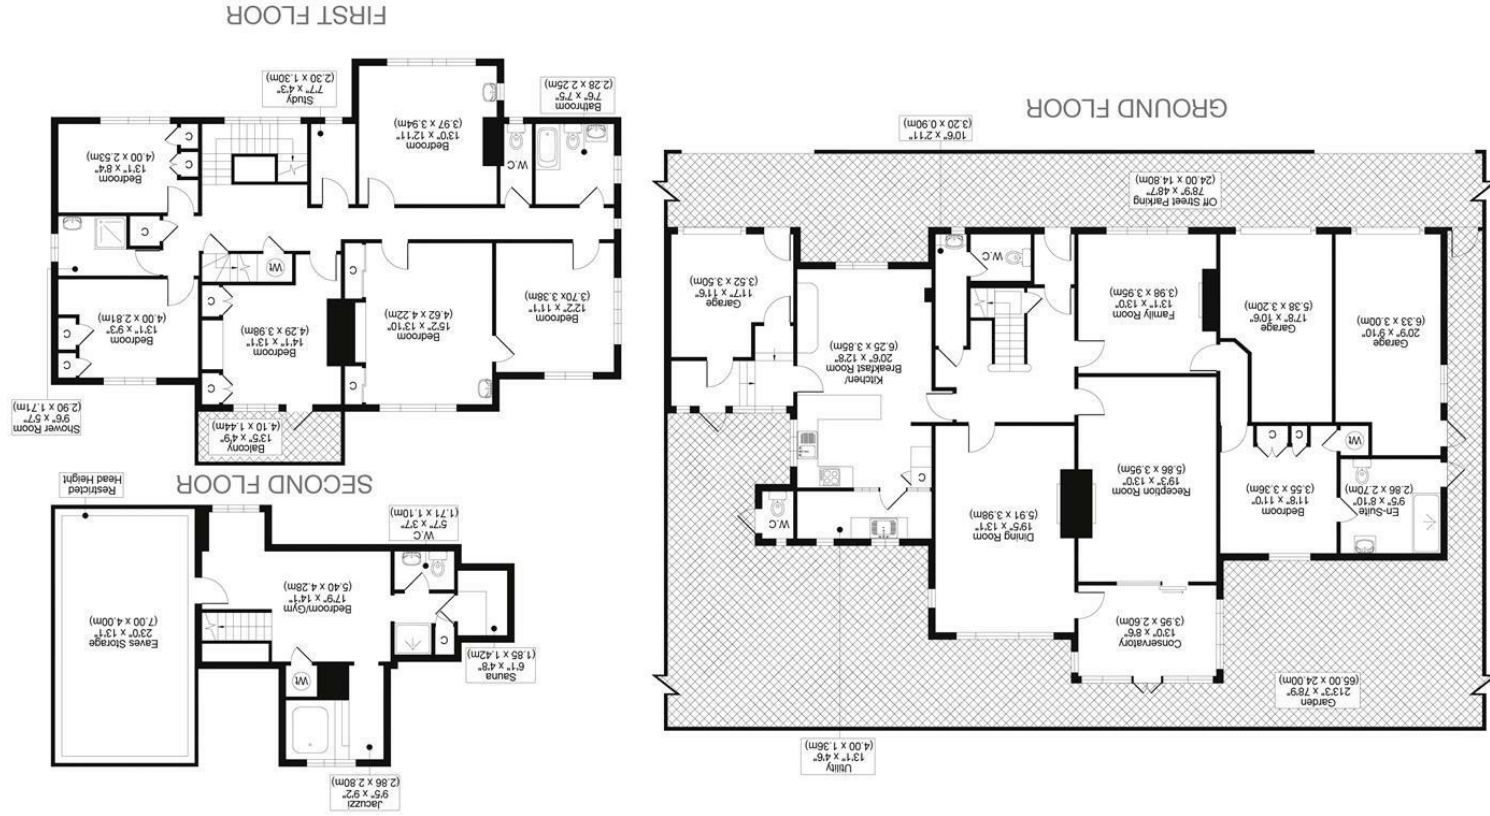 Utility
13'1" x 4'6"
(4.00 x 1.36m)
Garden
213'3" x 78'9"
(65.00 x 24.00m)
Conservatory
13'0" x 8'6"
(3.95 x 2.60m)
En-Suite
9'5" x 8'10"
(2.86 x 2.70m)
Bedroom
11'8" x 11'0"
(3.55 x 3.36m)
Reception Room
19'3" x 13'0"
(5.86 x 3.95m)
Dining Room
19'5" x 13'1"
(5.91 x 3.98m)
W.C
C
Wt
C
C
Garage
20'9" x 9'10"
(6.33 x 3.00m)
Garage
17'8" x 10'6"
(5.38 x 3.20m)
Family Room
13'1" x 13'0"
(3.98 x 3.95m)
Kitchen/
Breakfast Room
20'6" x 12'8"
(6.25 x 3.85m)
Garage
11'7" x 11'6"
(3.52 x 3.50m)
W.C
Off Street Parking
78'9" x 48'7"
(24.00 x 14.80m)
10'6" x 2'11"
(3.20 x 0.90m)
GROUND FLOOR
Jacuzzi
9'5" x 9'2"
(2.86 x 2.80m)
Sauna
6'1" x 4'8"
(1.85 x 1.42m)
Wt
C
Bedroom/Gym
17'9" x 14'1"
(5.40 x 4.28m)
Eaves Storage
23'0" x 13'1"
(7.00 x 4.00m)
W.C
5'7" x 3'7"
(1.71 x 1.10m)
Restricted
Head Height
SECOND FLOOR
Balcony
13'5" x 4'9"
(4.10 x 1.44m)
Shower Room
9'6" x 5'7"
(2.90 x 1.71m)
C
C
C
C
Bedroom
12'2" x 11'1"
(3.70 x 3.38m)
Bedroom
15'2" x 13'10"
(4.62 x 4.22m)
Bedroom
14'1" x 13'1"
(4.29 x 3.98m)
Bedroom
13'1" x 9'3"
(4.00 x 2.81m)
C
C
Wt
C
W.C
Bedroom
13'0" x 12'11"
(3.97 x 3.94m)
Bedroom
13'1" x 8'4"
(4.00 x 2.53m)
C
C
Bathroom
7'6" x 7'5"
(2.28 x 2.25m)
Study
7'7" x 4'3"
(2.30 x 1.30m)
FIRST FLOOR